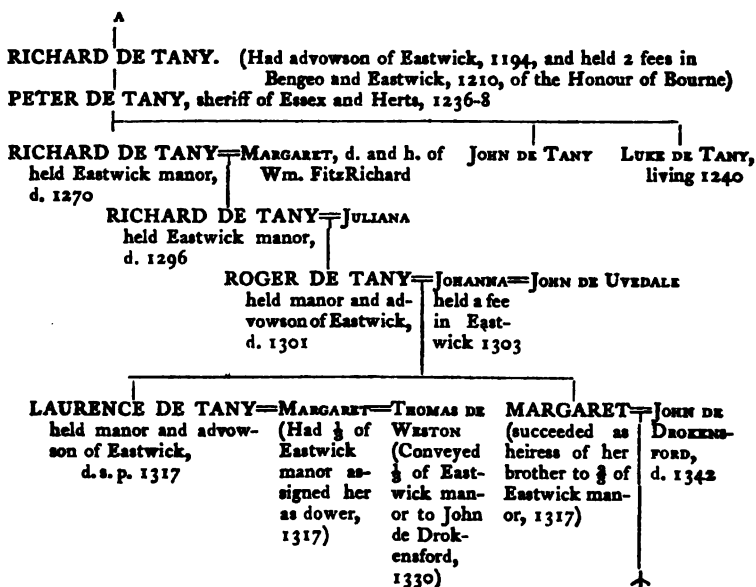 A
RICHARD DE TANY. (Had advowson of Eastwick, 1194, and held 2 fees in
Bengeo and Eastwick, 1210, of the Honour of Bourne)
PETER DE TANY, sheriff of Essex and Herts, 1236-8
RICHARD DE TANY=MARGARET, d. and h. of
held Eastwick manor,
d. 1270
Wm. FitzRichard
JOHN DE TANY
LUKE DE TANY,
living 1240
RICHARD DE TANY=JULIANA
held Eastwick manor,
d. 1296
ROGER DE TANY=JOHANNA=JOHN DE UVEDALE
held manor and ad-
vowson of Eastwick,
d. 1301
held a fee
in East-
wick 1303
LAURENCE DE TANY=MARGARET=THOMAS DE
held manor and advow-
son of Eastwick,
d. s. p. 1317
(Had ⅓ of
Eastwick
manor as-
signed her
as dower,
1317)
WESTON
(Conveyed
⅓ of East-
wick man-
or to John
de Drok-
ensford,
1330)
MARGARET=JOHN DE
(succeeded as
heiress of her
brother to ⅔ of
Eastwick man-
or, 1317)
DROKENS-
FORD,
d. 1342